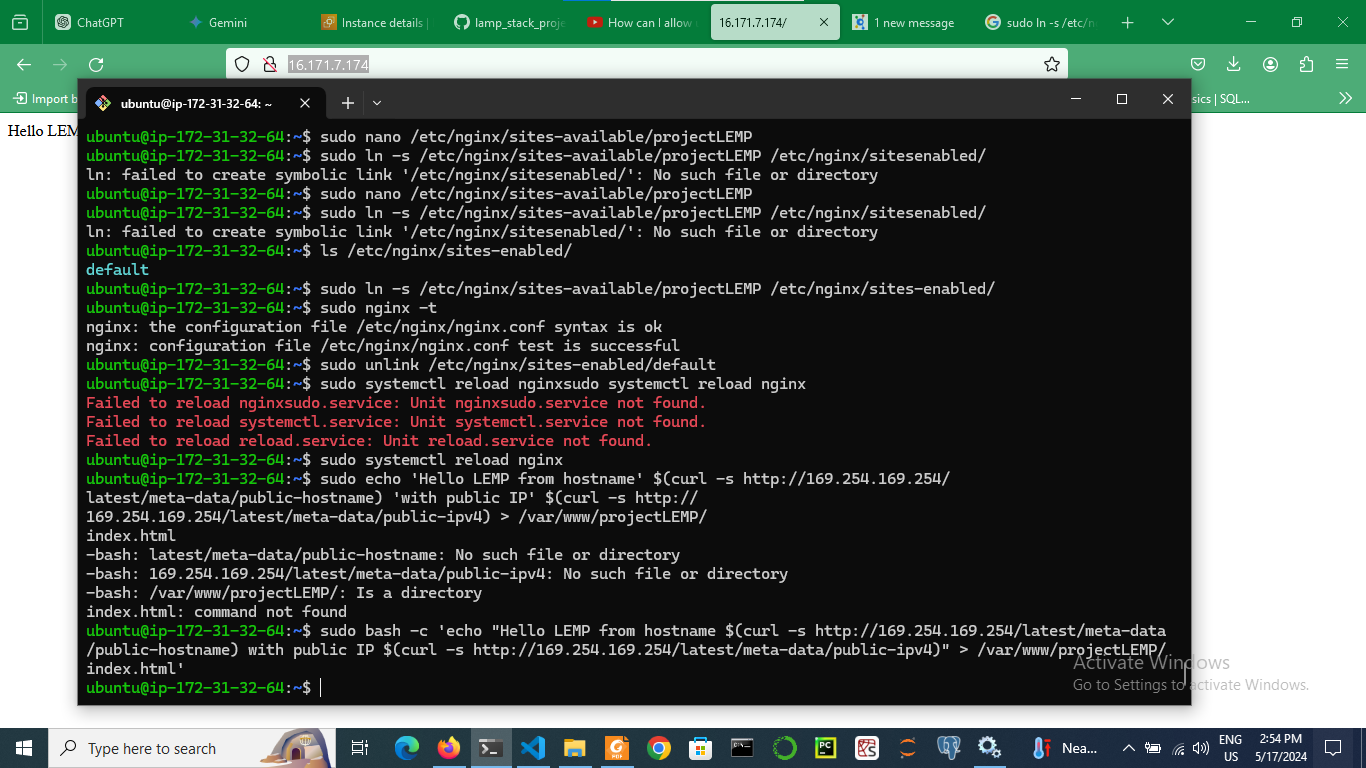 ChatGPT
Gemini
Instance details
lamp_stack_proje
How can I allow
16.171.7.174/
1 new message
sudo ln -s /etc/n
16.171.7.174
Import b
sics | SQL...
Hello LEM
ubuntu@ip-172-31-32-64: ~
ubuntu@ip-172-31-32-64:~$ sudo nano /etc/nginx/sites-available/projectLEMP
ubuntu@ip-172-31-32-64:~$ sudo ln -s /etc/nginx/sites-available/projectLEMP /etc/nginx/sitesenabled/
ln: failed to create symbolic link '/etc/nginx/sitesenabled/': No such file or directory
ubuntu@ip-172-31-32-64:~$ sudo nano /etc/nginx/sites-available/projectLEMP
ubuntu@ip-172-31-32-64:~$ sudo ln -s /etc/nginx/sites-available/projectLEMP /etc/nginx/sitesenabled/
ln: failed to create symbolic link '/etc/nginx/sitesenabled/': No such file or directory
ubuntu@ip-172-31-32-64:~$ ls /etc/nginx/sites-enabled/
default
ubuntu@ip-172-31-32-64:~$ sudo ln -s /etc/nginx/sites-available/projectLEMP /etc/nginx/sites-enabled/
ubuntu@ip-172-31-32-64:~$ sudo nginx -t
nginx: the configuration file /etc/nginx/nginx.conf syntax is ok
nginx: configuration file /etc/nginx/nginx.conf test is successful
ubuntu@ip-172-31-32-64:~$ sudo unlink /etc/nginx/sites-enabled/default
ubuntu@ip-172-31-32-64:~$ sudo systemctl reload nginxsudo systemctl reload nginx
Failed to reload nginxsudo.service: Unit nginxsudo.service not found.
Failed to reload systemctl.service: Unit systemctl.service not found.
Failed to reload reload.service: Unit reload.service not found.
ubuntu@ip-172-31-32-64:~$ sudo systemctl reload nginx
ubuntu@ip-172-31-32-64:~$ sudo echo 'Hello LEMP from hostname' $(curl -s http://169.254.169.254/
latest/meta-data/public-hostname) 'with public IP' $(curl -s http://
169.254.169.254/latest/meta-data/public-ipv4) > /var/www/projectLEMP/
index.html
-bash: latest/meta-data/public-hostname: No such file or directory
-bash: 169.254.169.254/latest/meta-data/public-ipv4: No such file or directory
-bash: /var/www/projectLEMP/: Is a directory
index.html: command not found
ubuntu@ip-172-31-32-64:~$ sudo bash -c 'echo "Hello LEMP from hostname $(curl -s http://169.254.169.254/latest/meta-data
/public-hostname) with public IP $(curl -s http://169.254.169.254/latest/meta-data/public-ipv4)" > /var/www/projectLEMP/
index.html'
ubuntu@ip-172-31-32-64:~$
Activate Windows
Go to Settings to activate Windows.
Type here to search
Nea...
ENG
US
2:54 PM
5/17/2024